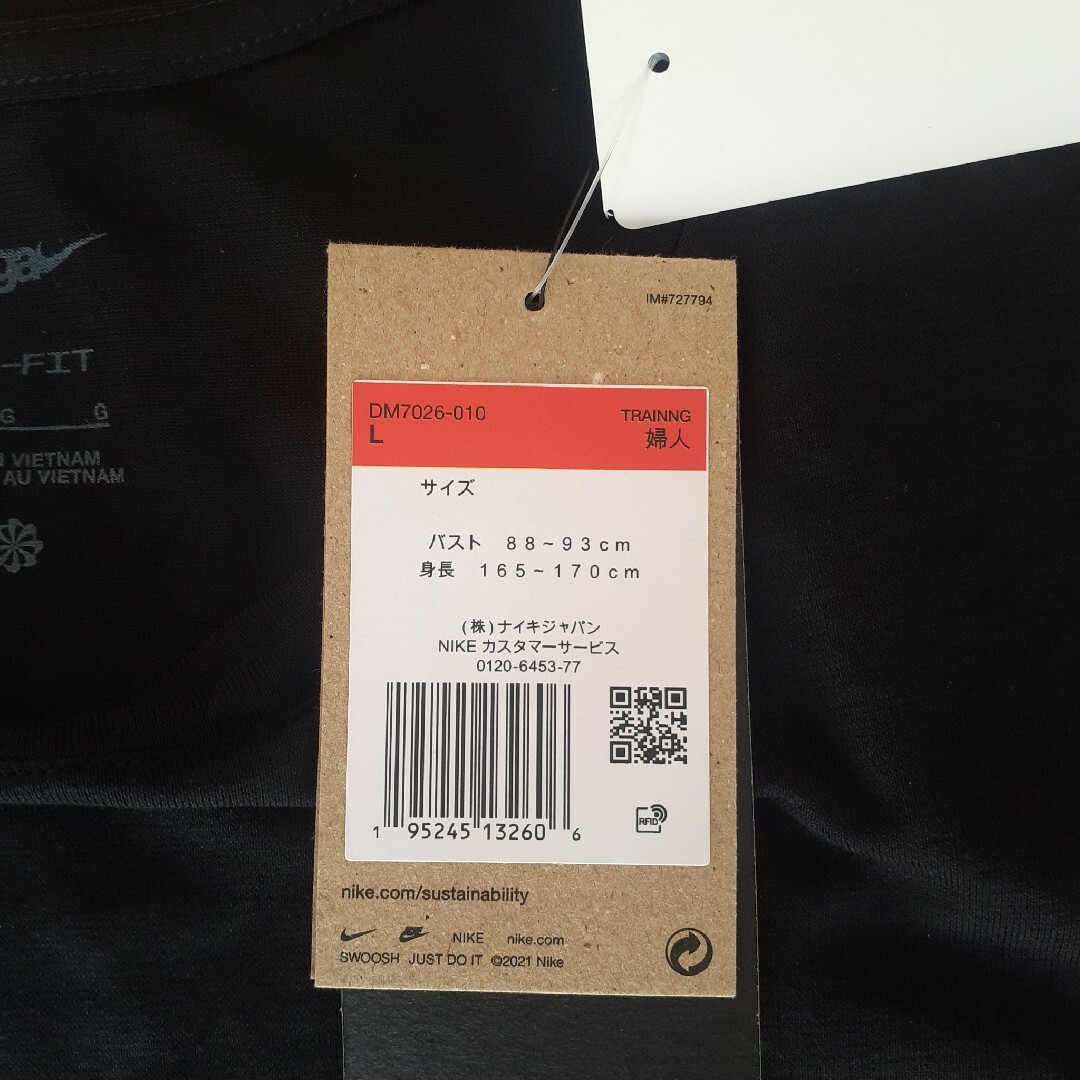 IM#727794
DM7026-010
L
TRAINNG
婦人
サイズ
バスト 88~93cm
身長 165~170cm
(株)ナイキジャパン
NIKE カスタマーサービス
0120-6453-77
1 95245 13260 6
RFID
nike.com/sustainability
NIKE nike.com
SWOOSH JUST DO IT ©2021 Nike
-FIT
G G
VIETNAM
AU VIETNAM